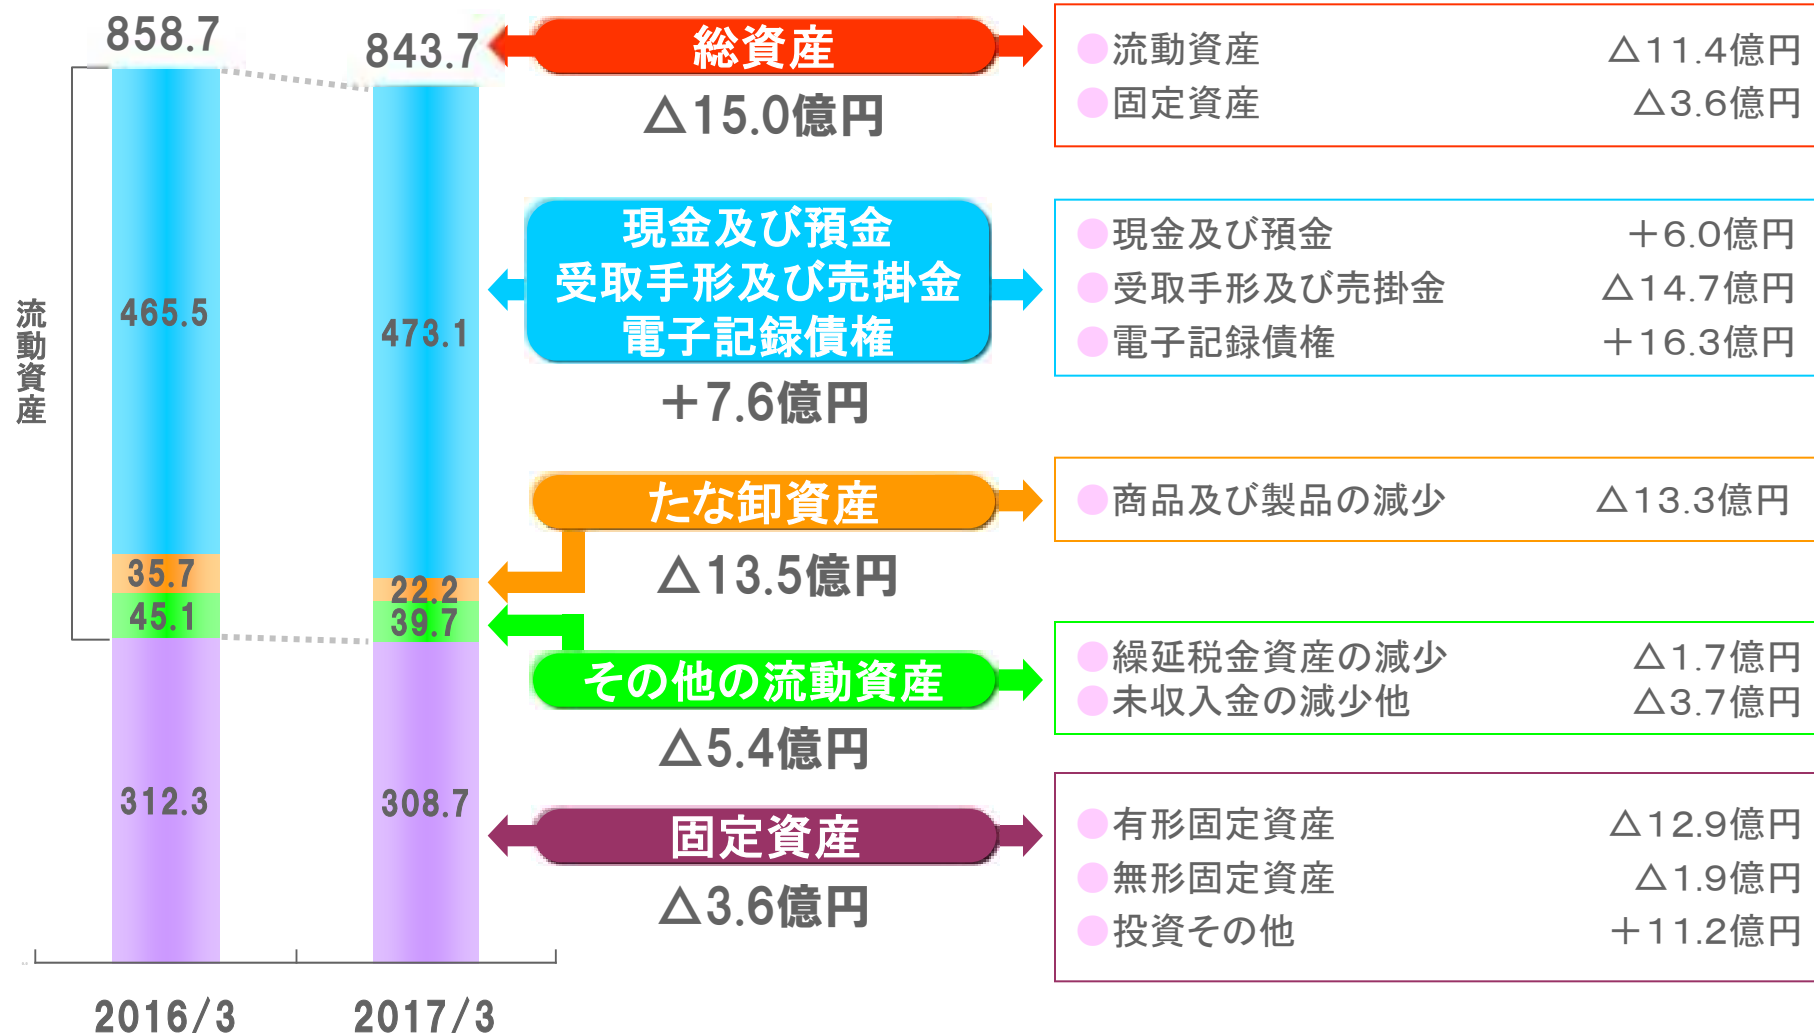 858.7
843.7
総資産
△15.0億円
流動資産 △11.4億円
固定資産 △3.6億円
流動資産
465.5
473.1
現金及び預金
受取手形及び売掛金
電子記録債権
＋7.6億円
現金及び預金 ＋6.0億円
受取手形及び売掛金 △14.7億円
電子記録債権 ＋16.3億円
35.7
22.2
たな卸資産
△13.5億円
商品及び製品の減少 △13.3億円
45.1
39.7
その他の流動資産
△5.4億円
繰延税金資産の減少 △1.7億円
未収入金の減少他 △3.7億円
312.3
308.7
固定資産
△3.6億円
有形固定資産 △12.9億円
無形固定資産 △1.9億円
投資その他 ＋11.2億円
2016/3
2017/3